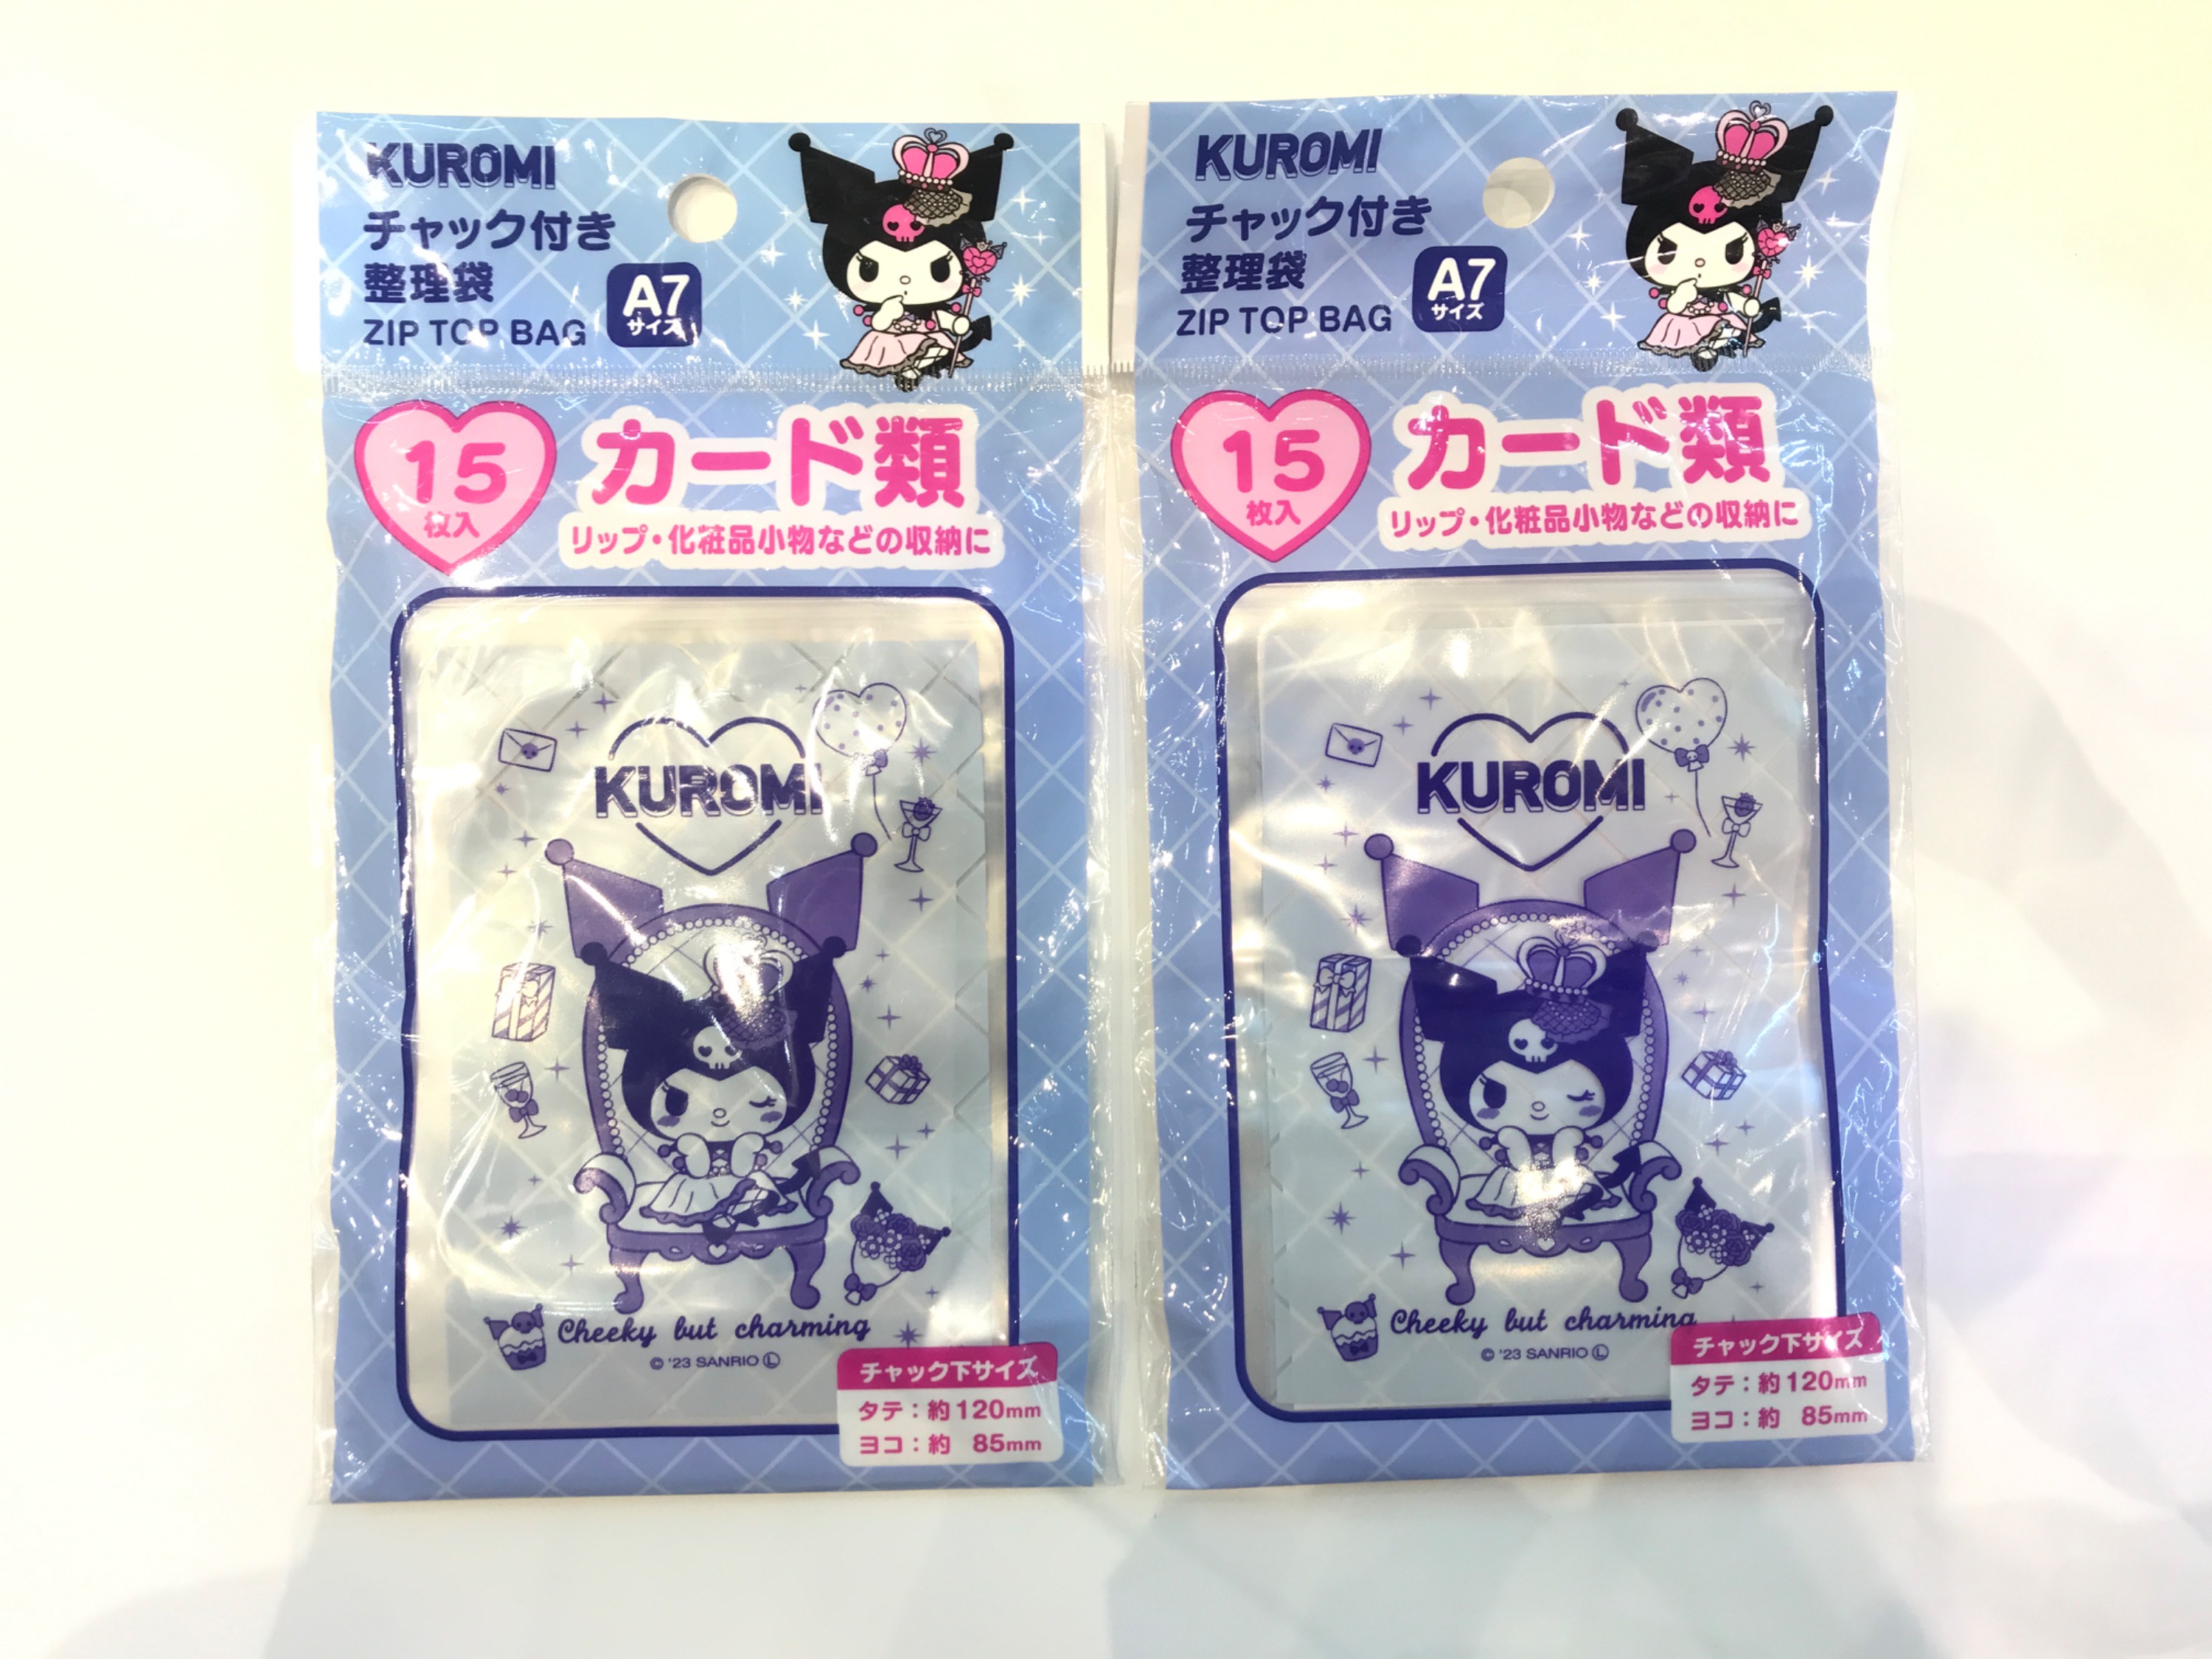 KUROMI
チャック付き
整理袋
ZIP TOP BAG
A7
サイズ
15
枚入
カード類
リップ・化粧品小物などの収納に
KUROMI
Cheeky but charming
© '23 SANRIO Ⓛ
チャック下サイズ
タテ：約120mm
ヨコ：約 85mm
KUROMI
チャック付き
整理袋
ZIP TOP BAG
A7
サイズ
15
枚入
カード類
リップ・化粧品小物などの収納に
KUROMI
Cheeky but charming
© '23 SANRIO Ⓛ
チャック下サイズ
タテ：約120mm
ヨコ：約 85mm